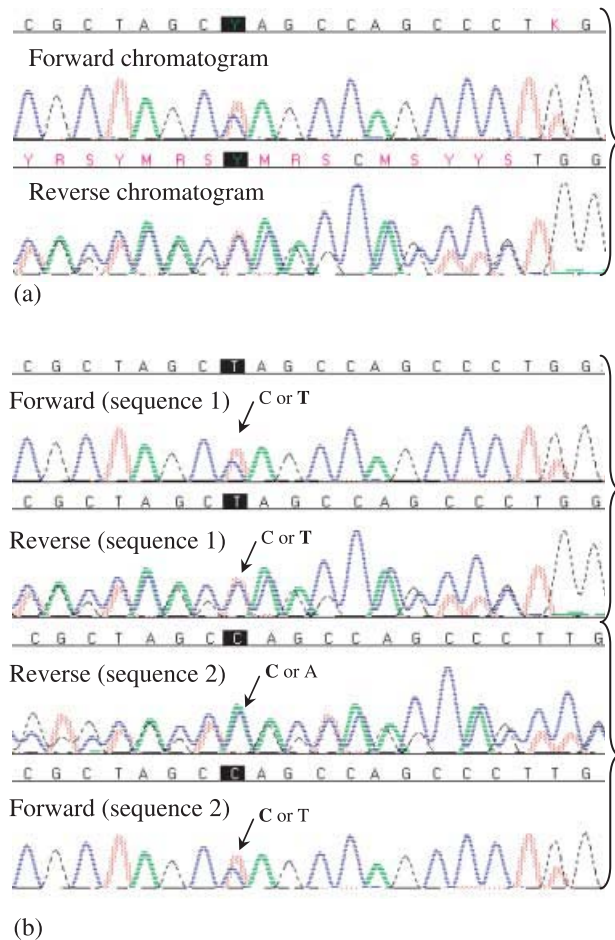 C G C T A G C Y A G C C A G C C C T K G
Forward chromatogram
Y R S Y M R S Y M R S C M S Y Y S T G G
Reverse chromatogram
(a)
C G C T A G C T A G C C A G C C C T G G
Forward (sequence 1)
C or T
C G C T A G C T A G C C A G C C C T G G
Reverse (sequence 1)
C or T
C G C T A G C C A G C C A G C C C T T G
Reverse (sequence 2)
C or A
C G C T A G C C A G C C A G C C C T T G
Forward (sequence 2)
C or T
(b)